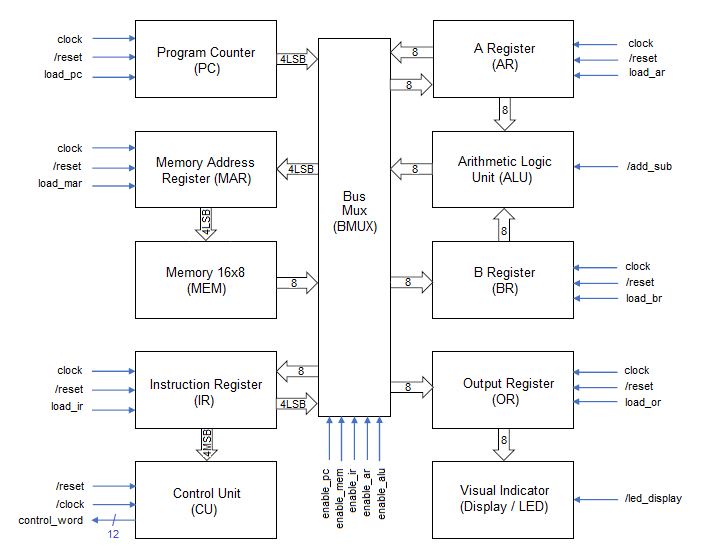 clock
/reset
load_pc
Program Counter
(PC)
4LSB
8
8
A Register
(AR)
clock
/reset
load_ar
8
clock
/reset
load_mar
Memory Address
Register (MAR)
4LSB
4LSB
Bus
Mux
(BMUX)
8
Arithmetic Logic
Unit (ALU)
/add_sub
8
Memory 16x8
(MEM)
8
8
B Register
(BR)
clock
/reset
load_br
clock
/reset
load_ir
Instruction Register
(IR)
8
4LSB
4MSB
8
Output Register
(OR)
clock
/reset
load_or
8
/reset
/clock
control_word
12
Control Unit
(CU)
enable_pc
enable_mem
enable_ir
enable_ar
enable_alu
Visual Indicator
(Display / LED)
/led_display